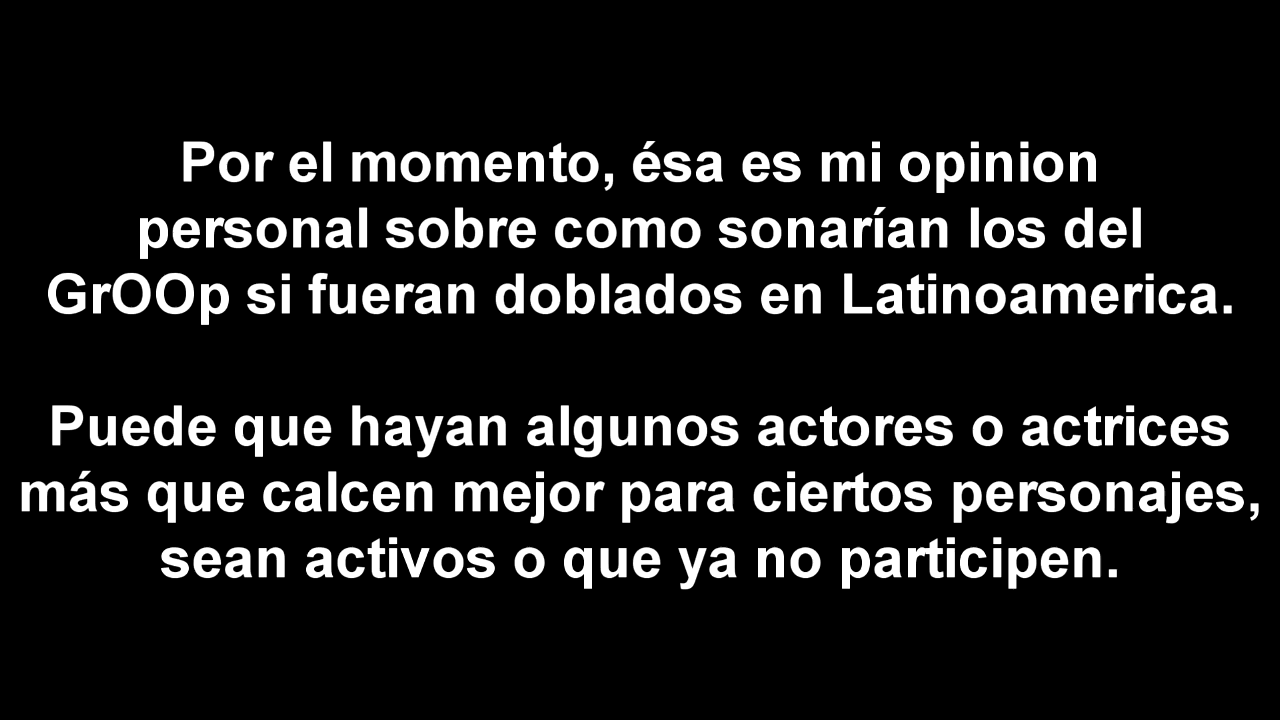 Por el momento, ésa es mi opinion
personal sobre como sonarían los del
GrOOp si fueran doblados en Latinoamerica.
Puede que hayan algunos actores o actrices
más que calcen mejor para ciertos personajes,
sean activos o que ya no participen.